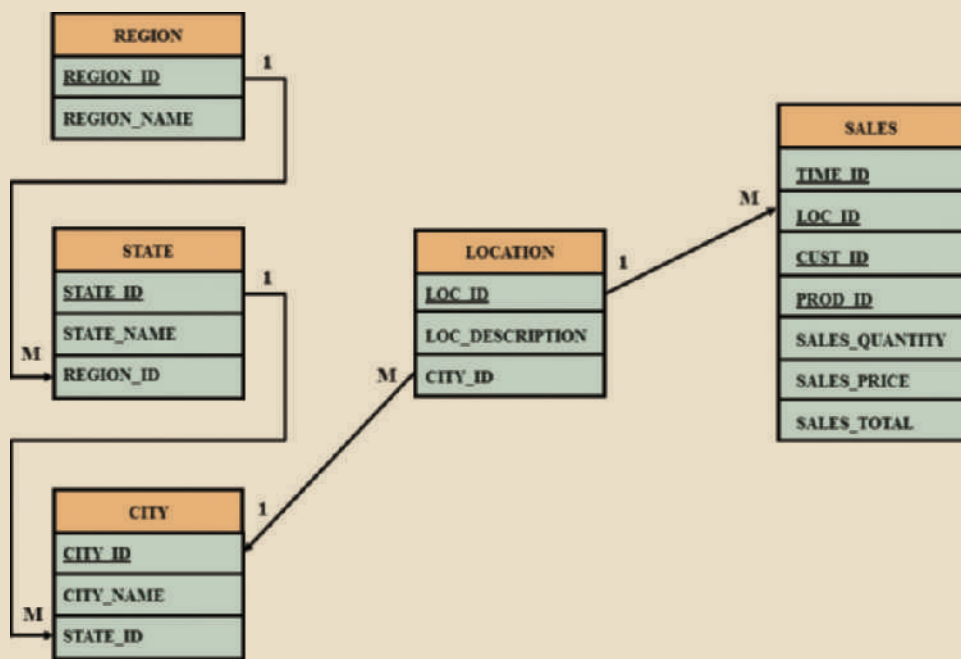 REGION
REGION_ID
REGION_NAME
1
M
STATE
STATE_ID
STATE_NAME
REGION_ID
1
M
CITY
CITY_ID
CITY_NAME
STATE_ID
LOCATION
LOC_ID
LOC_DESCRIPTION
CITY_ID
M
1
1
M
SALES
TIME_ID
LOC_ID
CUST_ID
PROD_ID
SALES_QUANTITY
SALES_PRICE
SALES_TOTAL